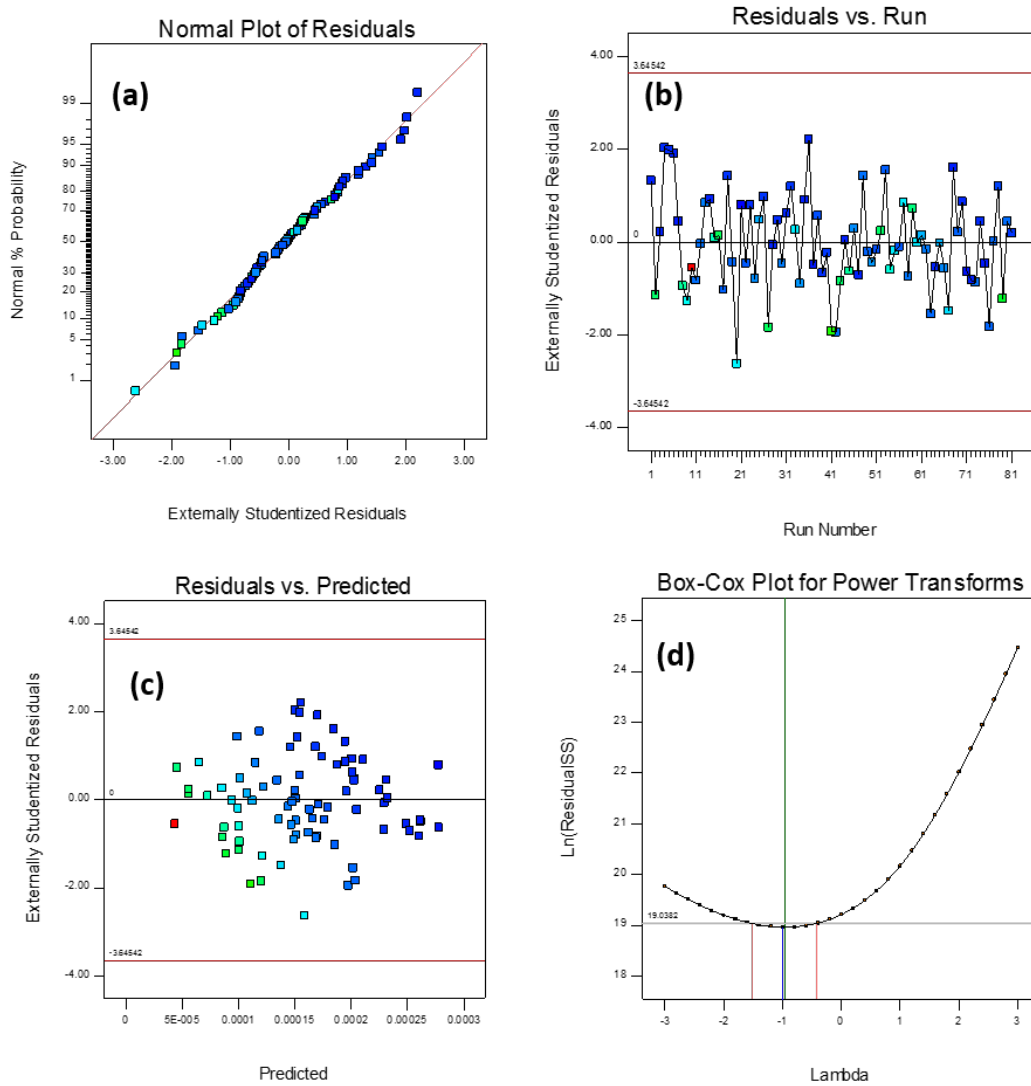 Normal Plot of Residuals
(a)
Normal % Probability
99
95
90
80
70
50
30
20
10
5
1
-3.00 -2.00 -1.00 0.00 1.00 2.00 3.00
Externally Studentized Residuals
Residuals vs. Run
(b)
Externally Studentized Residuals
4.00
3.64542
2.00
0.00
0
-2.00
-3.64542
-4.00
1 11 21 31 41 51 61 71 81
Run Number
Residuals vs. Predicted
(c)
Externally Studentized Residuals
4.00
3.64542
2.00
0.00
0
-2.00
-3.64542
-4.00
0 5E-005 0.0001 0.00015 0.0002 0.00025 0.0003
Predicted
Box-Cox Plot for Power Transforms
(d)
Ln(ResidualSS)
25
24
23
22
21
20
19.0382
19
18
-3 -2 -1 0 1 2 3
Lambda